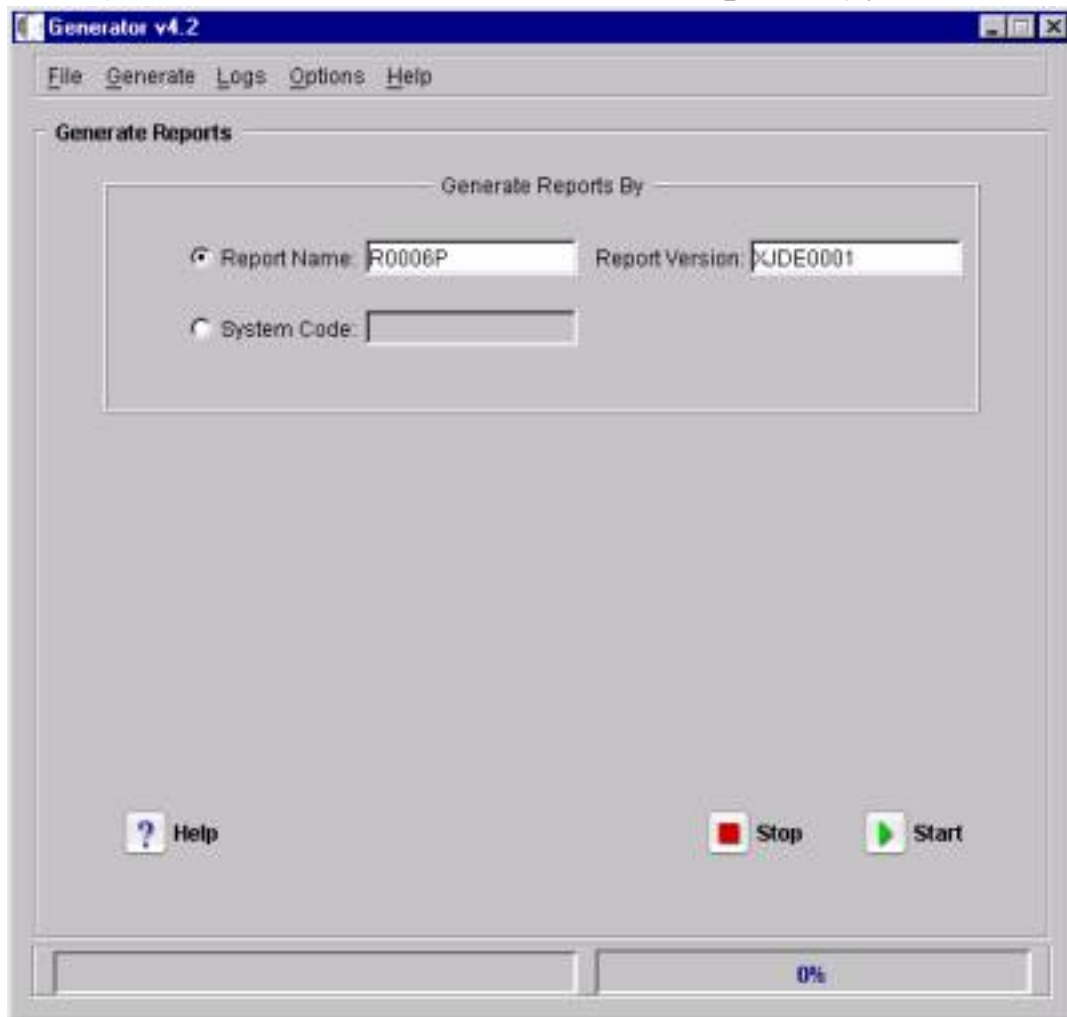 Generator v4.2
File Generate Logs Options Help
Generate Reports
Generate Reports By
Report Name: R0006P Report Version: XJDE0001
System Code:
? Help Stop Start
0%